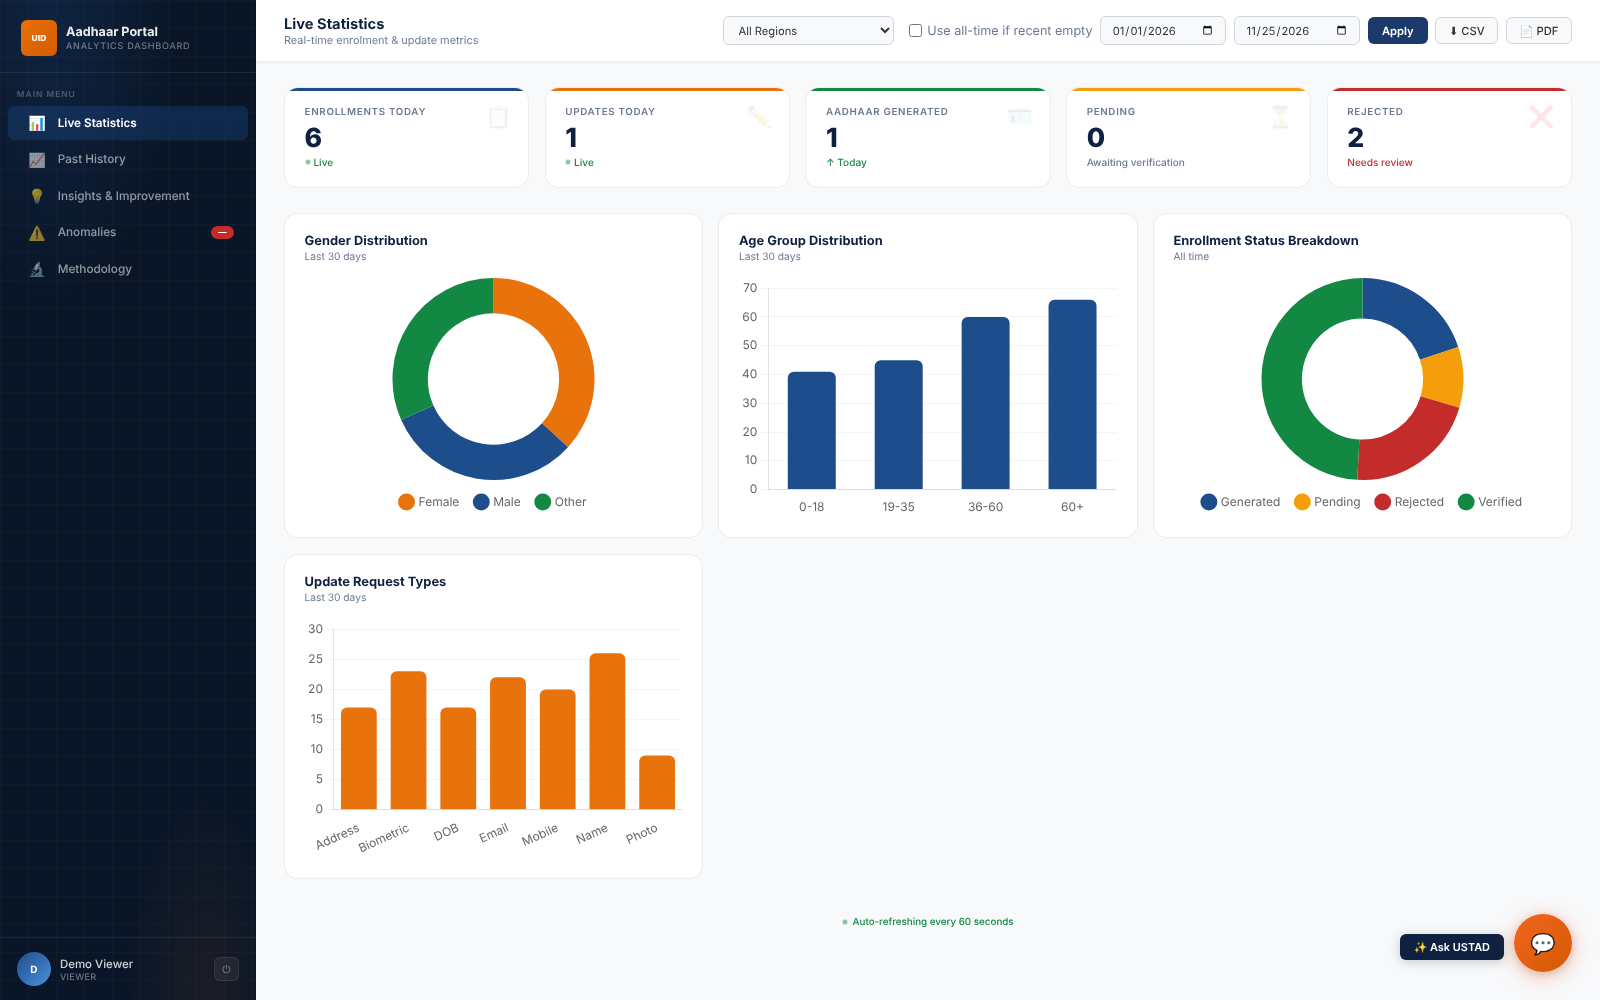 UID
Aadhaar Portal
ANALYTICS DASHBOARD
MAIN MENU
Live Statistics
Past History
Insights & Improvement
Anomalies —
Methodology
Demo Viewer
VIEWER
D
Live Statistics
Real-time enrolment & update metrics
All Regions
Use all-time if recent empty
01/01/2026
11/25/2026
Apply
CSV
PDF
ENROLLMENTS TODAY
6
Live
UPDATES TODAY
1
Live
AADHAAR GENERATED
1
↑ Today
PENDING
0
Awaiting verification
REJECTED
2
Needs review
Gender Distribution
Last 30 days
Female Male Other
Age Group Distribution
Last 30 days
70
60
50
40
30
20
10
0
0-18 19-35 36-60 60+
Enrollment Status Breakdown
All time
Generated Pending Rejected Verified
Update Request Types
Last 30 days
30
25
20
15
10
5
0
Address Biometric DOB Email Mobile Name Photo
Auto-refreshing every 60 seconds
✨ Ask USTAD